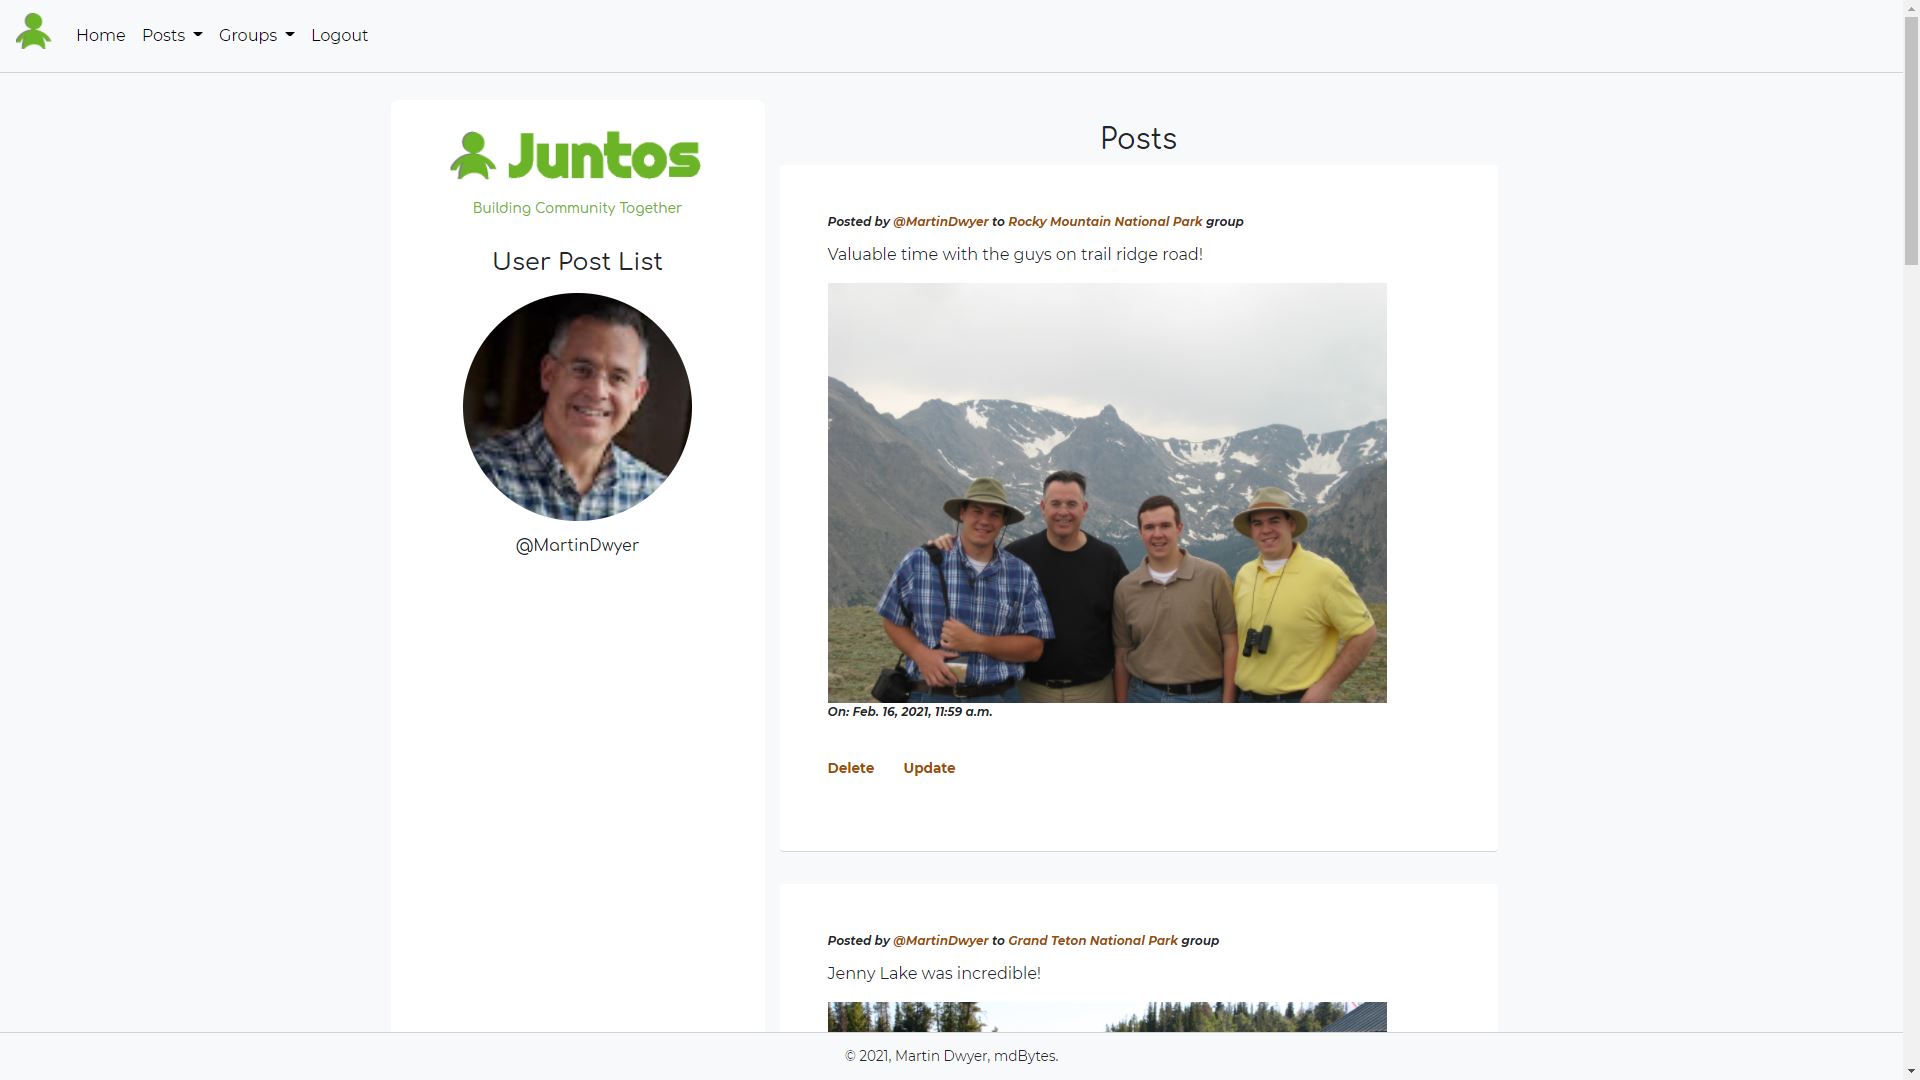 Home Posts Groups Logout
Juntos
Building Community Together
User Post List
@MartinDwyer
Posts
Posted by @MartinDwyer to Rocky Mountain National Park group
Valuable time with the guys on trail ridge road!
On: Feb. 16, 2021, 11:59 a.m.
Delete Update
Posted by @MartinDwyer to Grand Teton National Park group
Jenny Lake was incredible!
© 2021, Martin Dwyer, mdBytes.